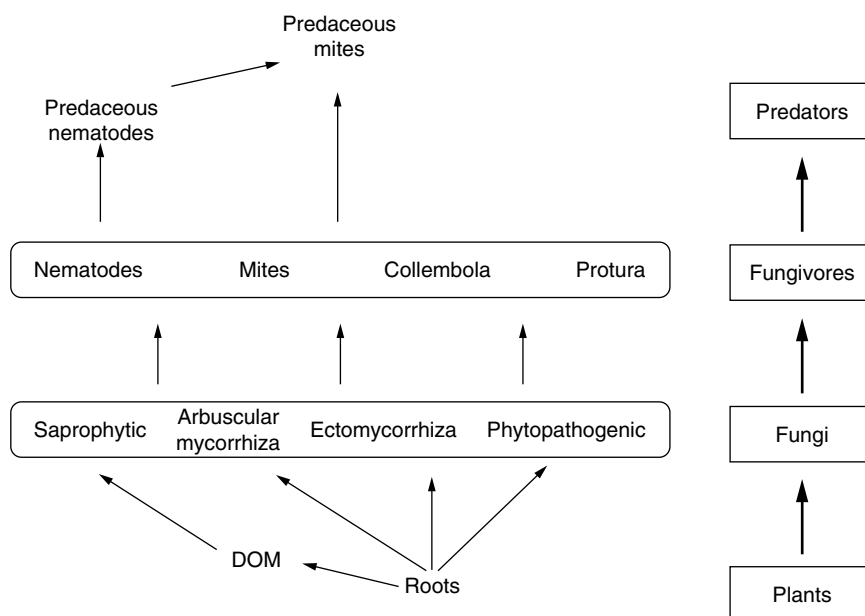 Predaceous
mites
Predaceous
nematodes
Predators
Nematodes Mites Collembola Protura
Fungivores
Saprophytic Arbuscular mycorrhiza Ectomycorrhiza Phytopathogenic
Fungi
DOM
Roots
Plants